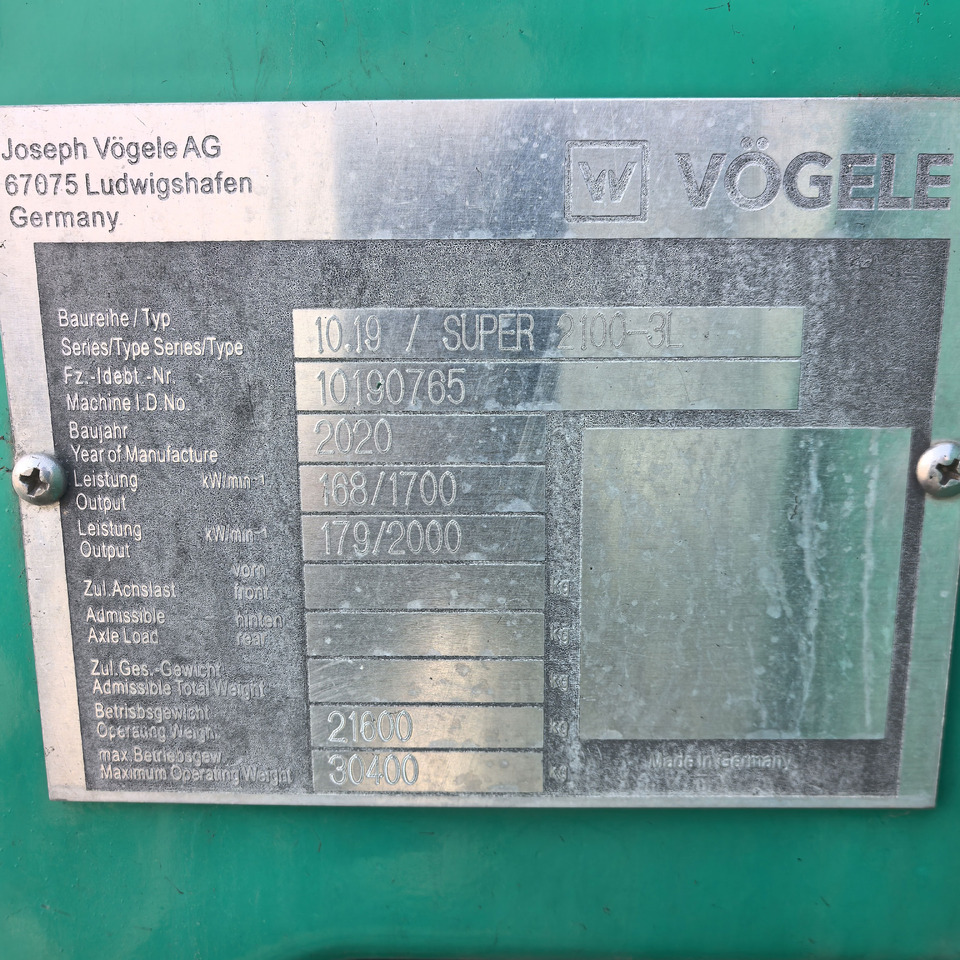 Joseph Vögele AG
67075 Ludwigshafen
Germany
W VÖGELE
Baureihe / Typ
Series/Type Series/Type
10.19 / SUPER 2100-3L
Fz.-Idebt.-Nr.
Machine I.D.No.
10190765
Baujahr
Year of Manufacture
2020
Leistung kW/min⁻¹
Output
168/1700
Leistung kW/min⁻¹
Output
179/2000
vorn
Zul.Achslast front kg
Admissible hinten
Axle Load rear kg
Zul.Ges.-Gewicht
Admissible Total Weight kg
Betriebsgewicht
Operating Weight 21600 kg
max.Betriebsgew.
Maximum Operating Weight 30400 kg
Made In Germany